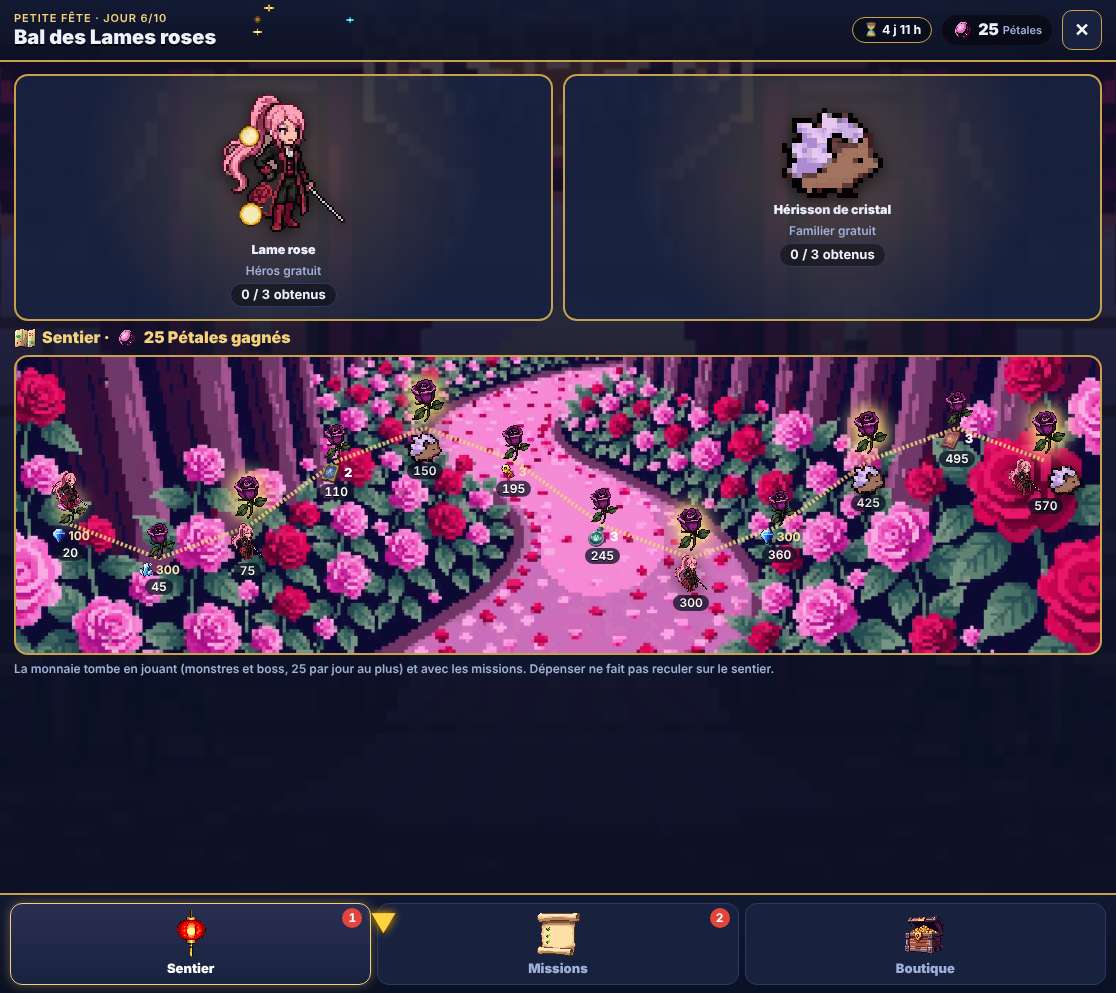 PETITE FÊTE · JOUR 6/10
Bal des Lames roses
4 j 11 h
25 Pétales
Lame rose
Héros gratuit
0 / 3 obtenus
Hérisson de cristal
Familier gratuit
0 / 3 obtenus
Sentier · 25 Pétales gagnés
100
20
300
45
75
2
110
150
3
195
3
245
300
300
360
425
3
495
570
La monnaie tombe en jouant (monstres et boss, 25 par jour au plus) et avec les missions. Dépenser ne fait pas reculer sur le sentier.
1
Sentier
2
Missions
Boutique